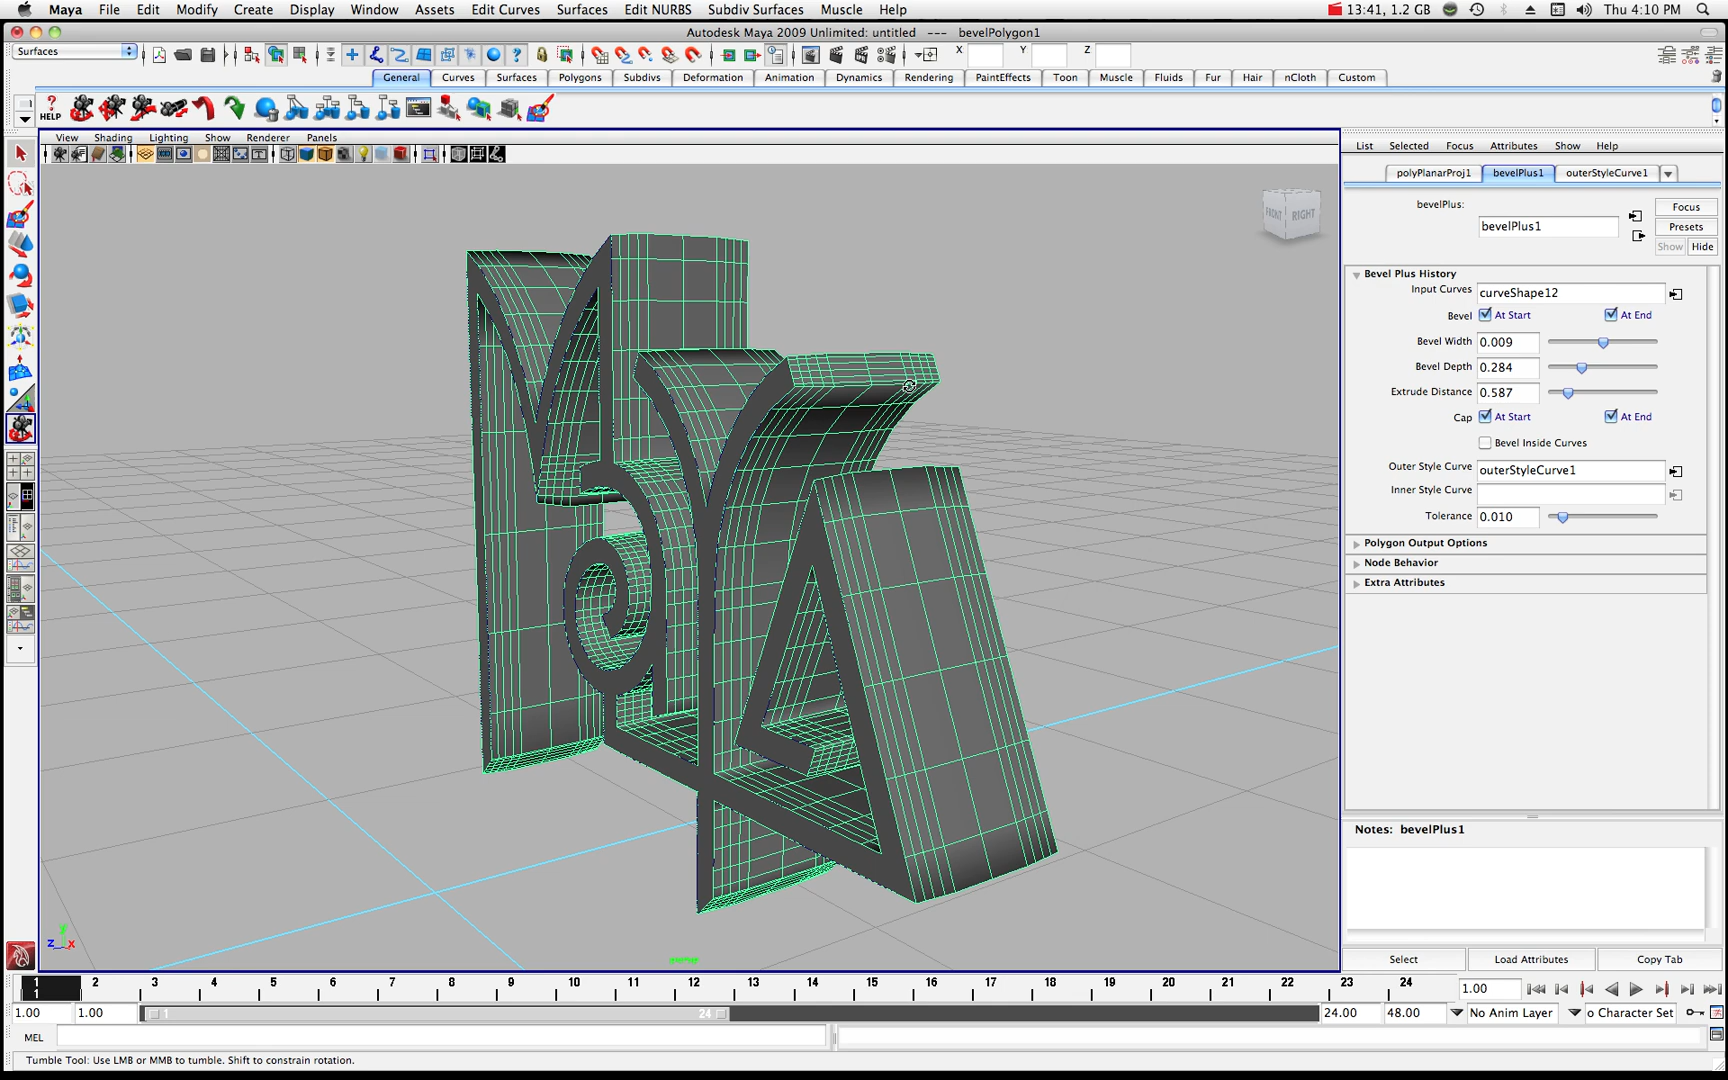 Maya File Edit Modify Create Display Window Assets Edit Curves Surfaces Edit NURBS Subdiv Surfaces Muscle Help 13:41, 1.2 GB Thu 4:10 PM
Autodesk Maya 2009 Unlimited: untitled --- bevelPolygon1
Surfaces X Y Z
General Curves Surfaces Polygons Subdivs Deformation Animation Dynamics Rendering PaintEffects Toon Muscle Fluids Fur Hair nCloth Custom
HELP
View Shading Lighting Show Renderer Panels
List Selected Focus Attributes Show Help
polyPlanarProj1 bevelPlus1 outerStyleCurve1
bevelPlus: bevelPlus1
Focus
Presets
Show Hide
FRONT RIGHT
Bevel Plus History
Input Curves curveShape12
Bevel At Start At End
Bevel Width 0.009
Bevel Depth 0.284
Extrude Distance 0.587
Cap At Start At End
Bevel Inside Curves
Outer Style Curve outerStyleCurve1
Inner Style Curve
Tolerance 0.010
Polygon Output Options
Node Behavior
Extra Attributes
Notes: bevelPlus1
Select Load Attributes Copy Tab
y
z x
persp
1 2 3 4 5 6 7 8 9 10 11 12 13 14 15 16 17 18 19 20 21 22 23 24
1 1.00
1.00 1.00 1 24 24.00 48.00 No Anim Layer o Character Set
MEL
Tumble Tool: Use LMB or MMB to tumble. Shift to constrain rotation.